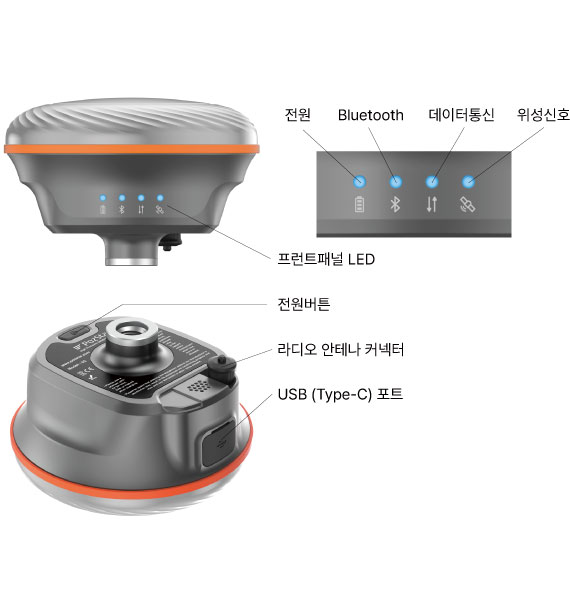 전원
Bluetooth
데이터통신
위성신호
프런트패널 LED
전원버튼
라디오 안테나 커넥터
USB (Type-C) 포트